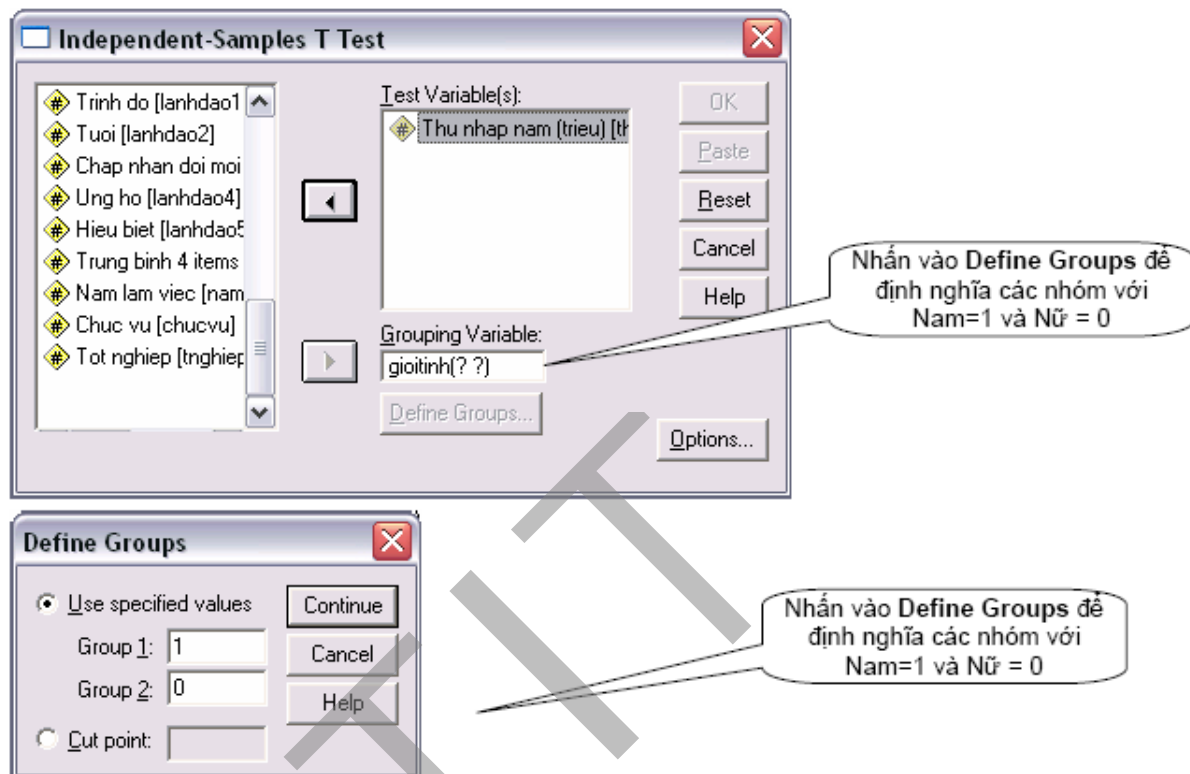 Independent-Samples T Test
Trinh do [lanhdao1
Tuoi [lanhdao2]
Chap nhan doi moi
Ung ho [lanhdao4]
Hieu biet [lanhdao5
Trung binh 4 items
Nam lam viec [nam
Chuc vu [chucvu]
Tot nghiep [tnghiep
Test Variable(s):
Thu nhap nam (trieu) [th
Grouping Variable:
gioitinh(? ?)
Define Groups...
OK
Paste
Reset
Cancel
Help
Options...
Nhấn vào Define Groups để
định nghĩa các nhóm với
Nam=1 và Nữ = 0
Define Groups
Use specified values
Group 1: 1
Group 2: 0
Cut point:
Continue
Cancel
Help
Nhấn vào Define Groups để
định nghĩa các nhóm với
Nam=1 và Nữ = 0